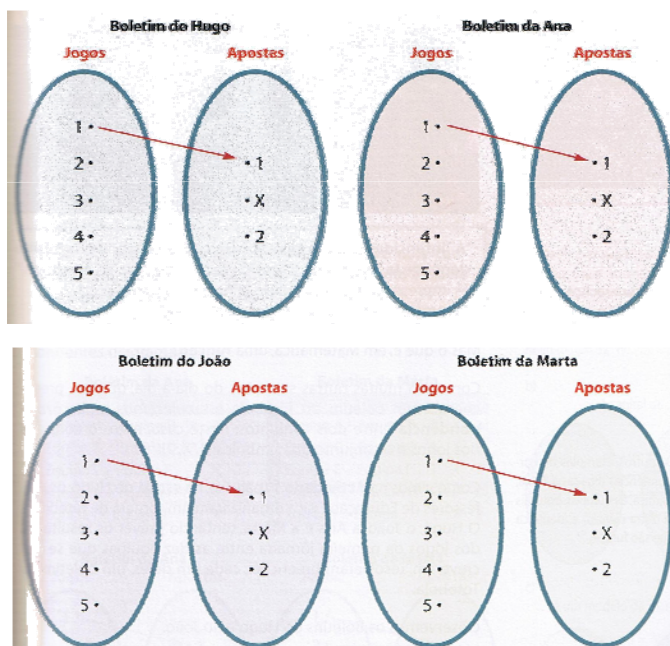 Boletim do Hugo
Jogos Apostas
1
2 1
3 X
4 2
5
Boletim da Ana
Jogos Apostas
1
2 1
3 X
4 2
5
Boletim do João
Jogos Apostas
1
2 1
3 X
4 2
5
Boletim da Marta
Jogos Apostas
1
2 1
3 X
4 2
5